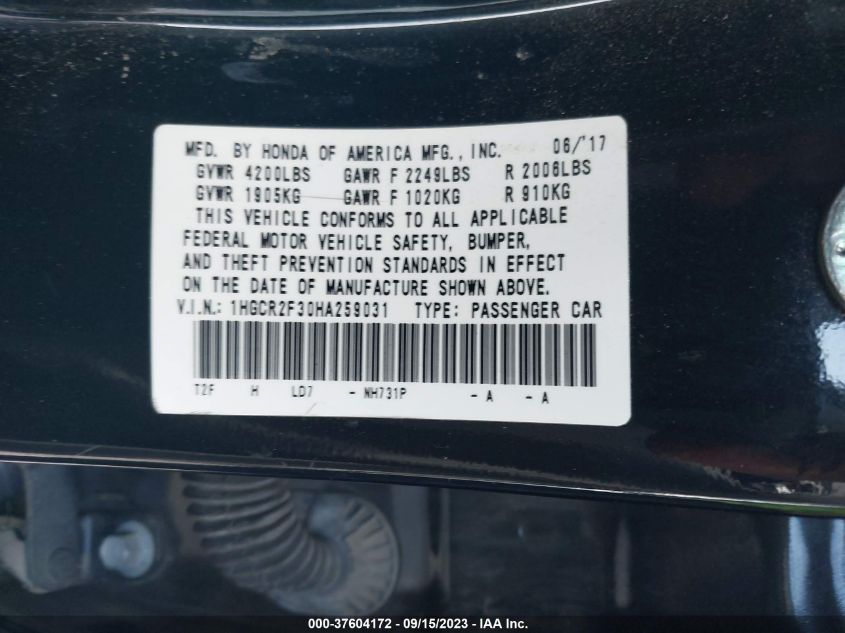 MFD. BY HONDA OF AMERICA MFG., INC. 06/'17
GVWR 4200LBS GAWR F 2249LBS R 2006LBS
GVWR 1905KG GAWR F 1020KG R 910KG
THIS VEHICLE CONFORMS TO ALL APPLICABLE
FEDERAL MOTOR VEHICLE SAFETY, BUMPER,
AND THEFT PREVENTION STANDARDS IN EFFECT
ON THE DATE OF MANUFACTURE SHOWN ABOVE.
V.I.N.: 1HGCR2F30HA259031 TYPE: PASSENGER CAR
T2F H LD7 - NH731P - A - A
000-37604172 - 09/15/2023 - IAA Inc.